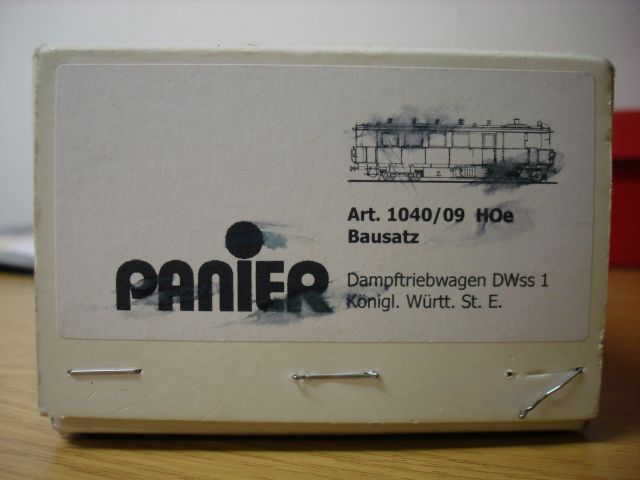 Art. 1040/09 HOe
Bausatz
PANiER
Dampftriebwagen DWss 1
Königl. Württ. St. E.